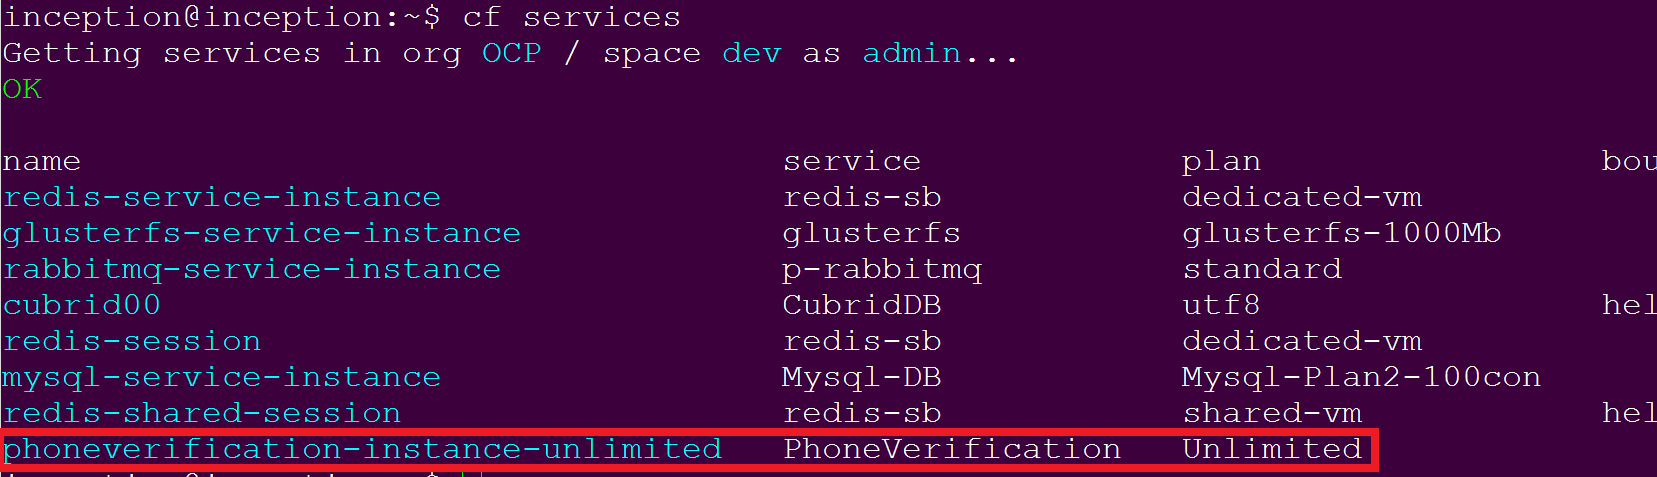 inception@inception:~$ cf services
Getting services in org OCP / space dev as admin...
OK
name service plan bou
redis-service-instance redis-sb dedicated-vm
glusterfs-service-instance glusterfs glusterfs-1000Mb
rabbitmq-service-instance p-rabbitmq standard
cubrid00 CubridDB utf8 hel
redis-session redis-sb dedicated-vm
mysql-service-instance Mysql-DB Mysql-Plan2-100con
redis-shared-session redis-sb shared-vm hel
phoneverification-instance-unlimited PhoneVerification Unlimited
inception@inception:~$